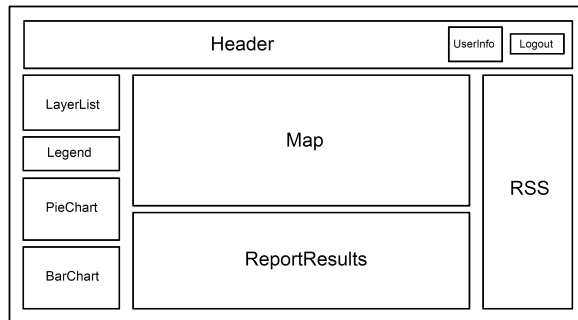 Header
UserInfo
Logout
LayerList
Legend
PieChart
BarChart
Map
ReportResults
RSS